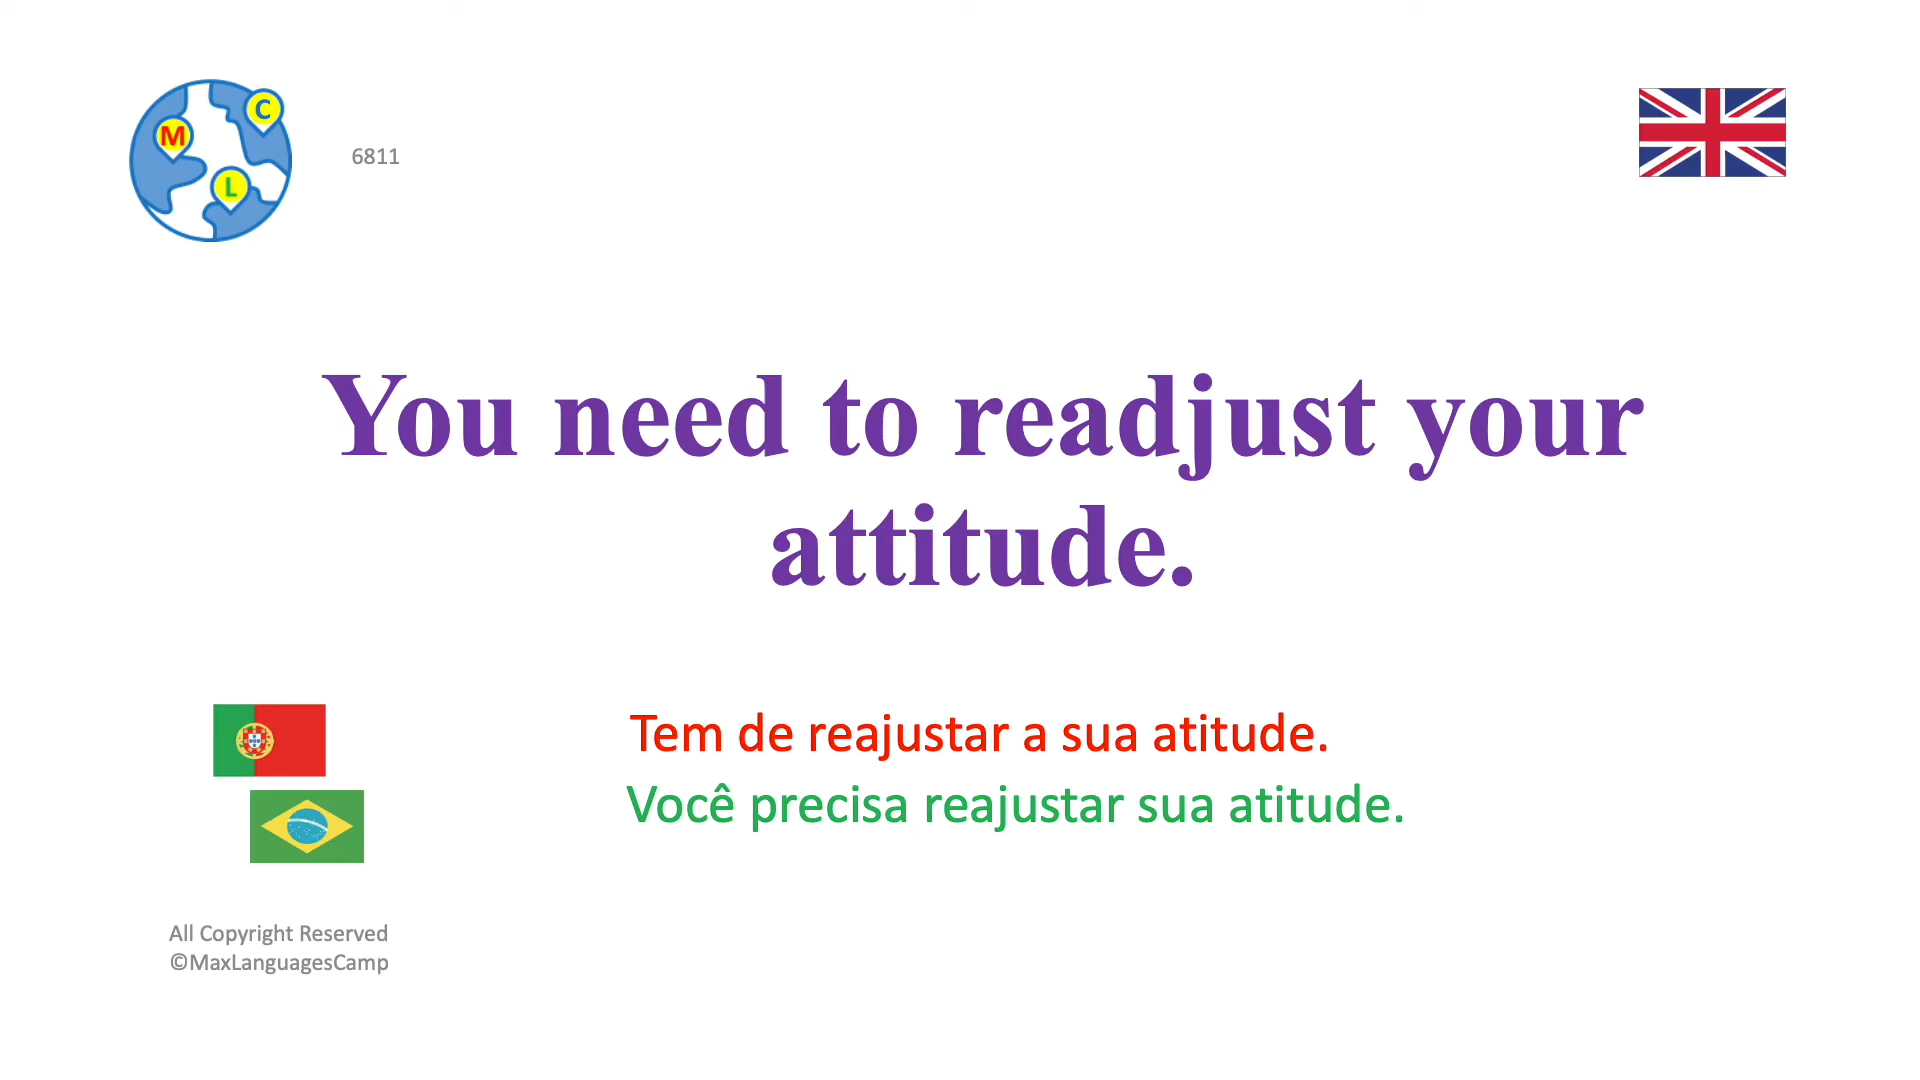 C
M
L
6811
You need to readjust your
attitude.
Tem de reajustar a sua atitude.
Você precisa reajustar sua atitude.
All Copyright Reserved
©MaxLanguagesCamp